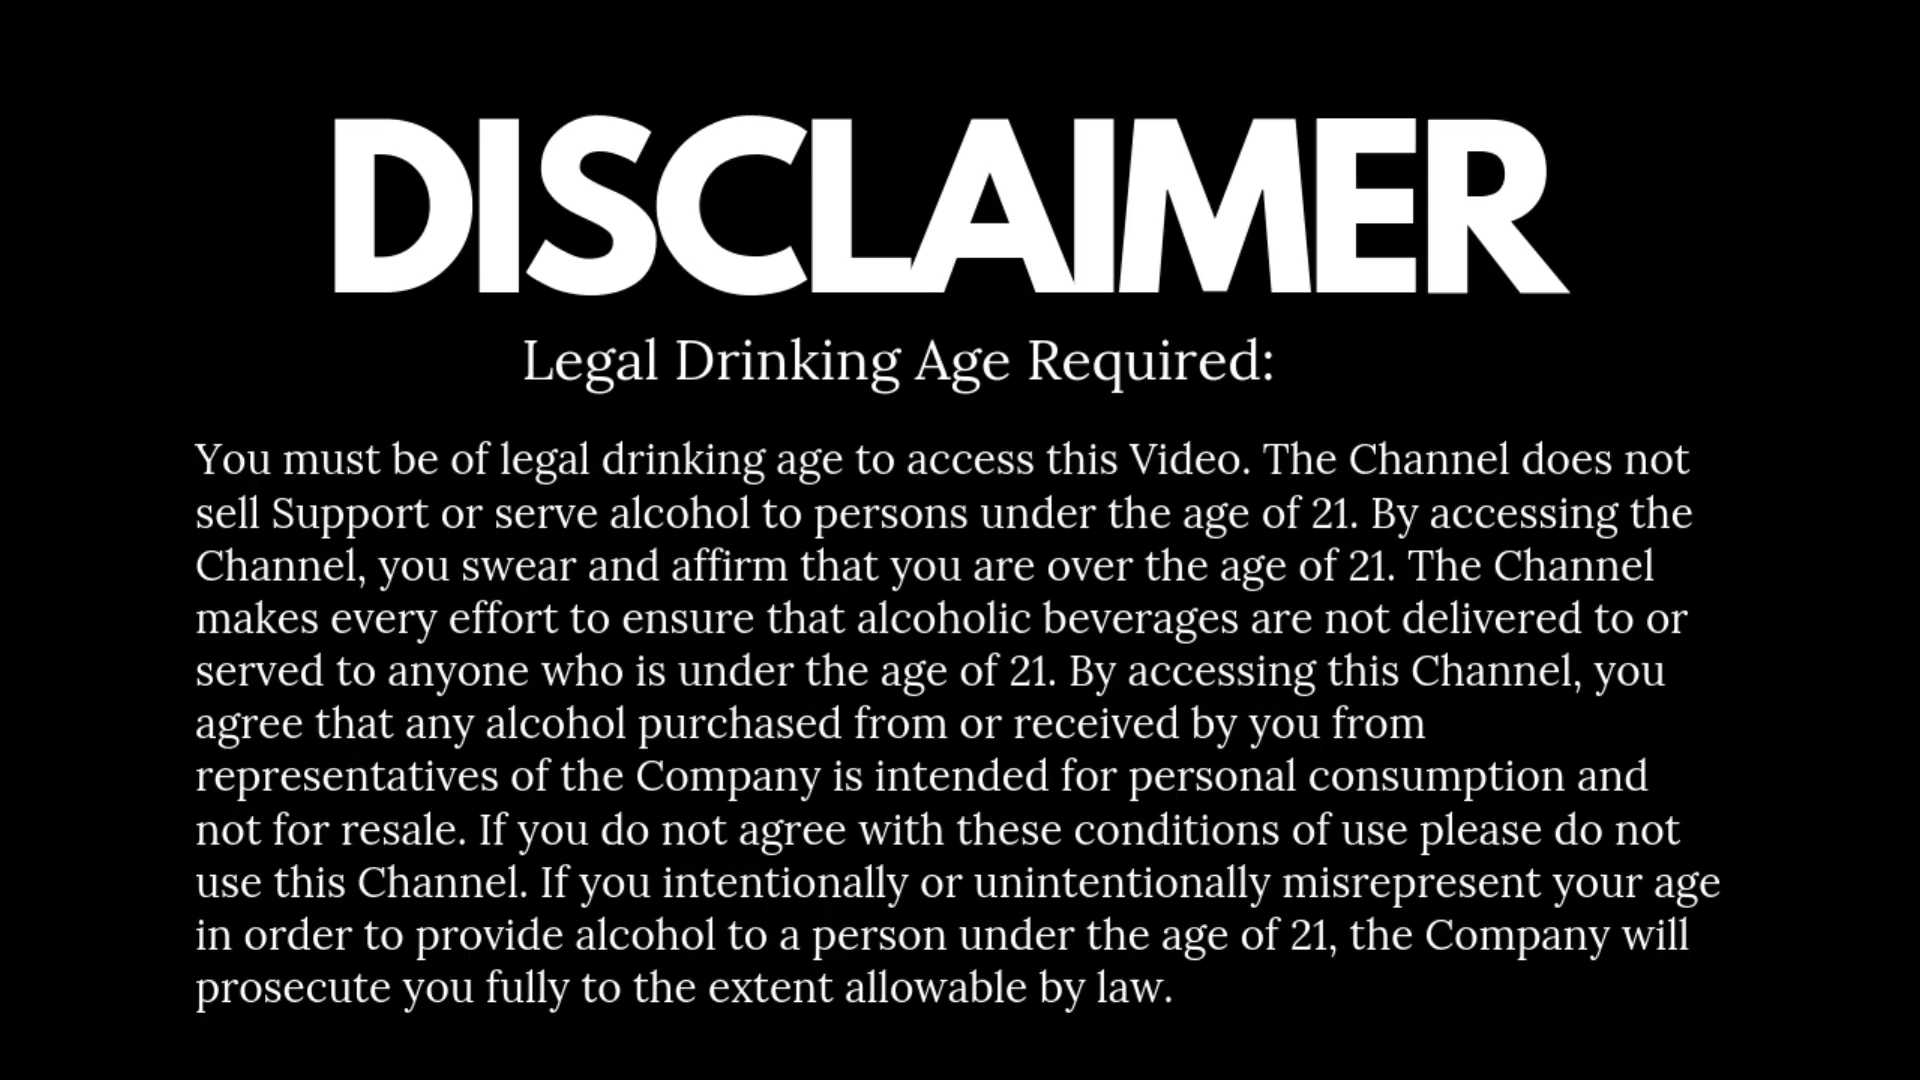 DISCLAIMER
Legal Drinking Age Required:
You must be of legal drinking age to access this Video. The Channel does not
sell Support or serve alcohol to persons under the age of 21. By accessing the
Channel, you swear and affirm that you are over the age of 21. The Channel
makes every effort to ensure that alcoholic beverages are not delivered to or
served to anyone who is under the age of 21. By accessing this Channel, you
agree that any alcohol purchased from or received by you from
representatives of the Company is intended for personal consumption and
not for resale. If you do not agree with these conditions of use please do not
use this Channel. If you intentionally or unintentionally misrepresent your age
in order to provide alcohol to a person under the age of 21, the Company will
prosecute you fully to the extent allowable by law.